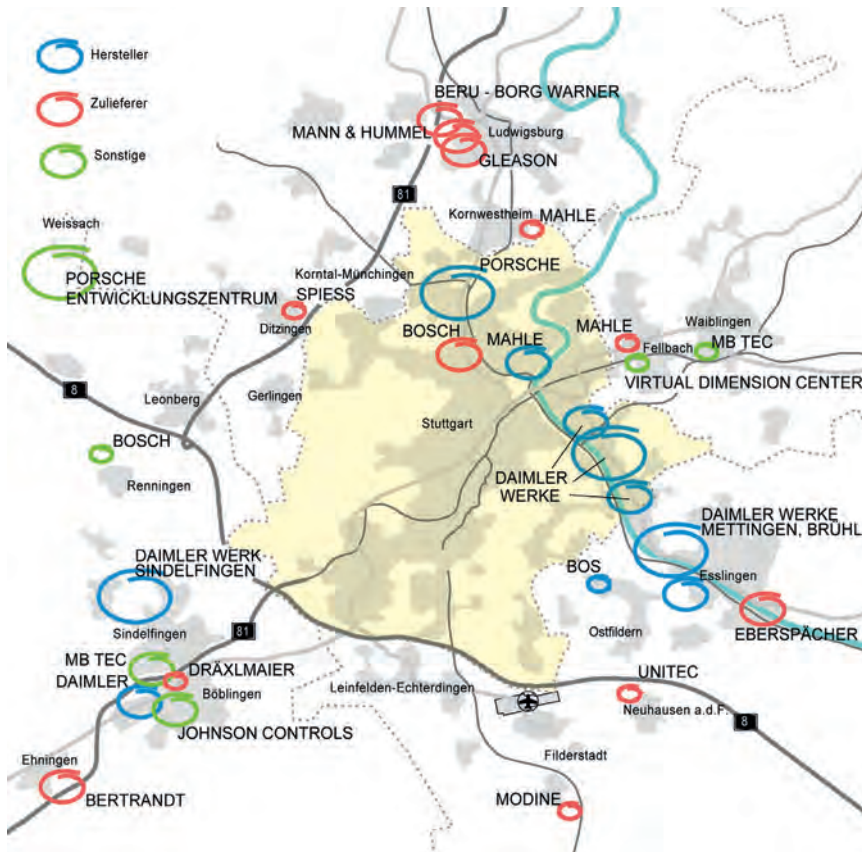 Hersteller
Zulieferer
Sonstige
BERU - BORG WARNER
MANN & HUMMEL
Ludwigsburg
GLEASON
81
Weissach
Kornwestheim
MAHLE
PORSCHE
ENTWICKLUNGSZENTRUM
Korntal-Münchingen
PORSCHE
SPIESS
Ditzingen
BOSCH
MAHLE
MAHLE
Waiblingen
Fellbach
MB TEC
VIRTUAL DIMENSION CENTER
8
Leonberg
Gerlingen
Stuttgart
BOSCH
Renningen
DAIMLER
WERKE
DAIMLER WERKE
METTINGEN, BRÜHL
DAIMLER WERK
SINDELFINGEN
BOS
Esslingen
Sindelfingen
81
Ostfildern
EBERSPÄCHER
MB TEC
DRÄXLMAIER
DAIMLER
Böblingen
Leinfelden-Echterdingen
UNITEC
JOHNSON CONTROLS
Neuhausen a.d.F.
8
Ehningen
Filderstadt
BERTRANDT
MODINE